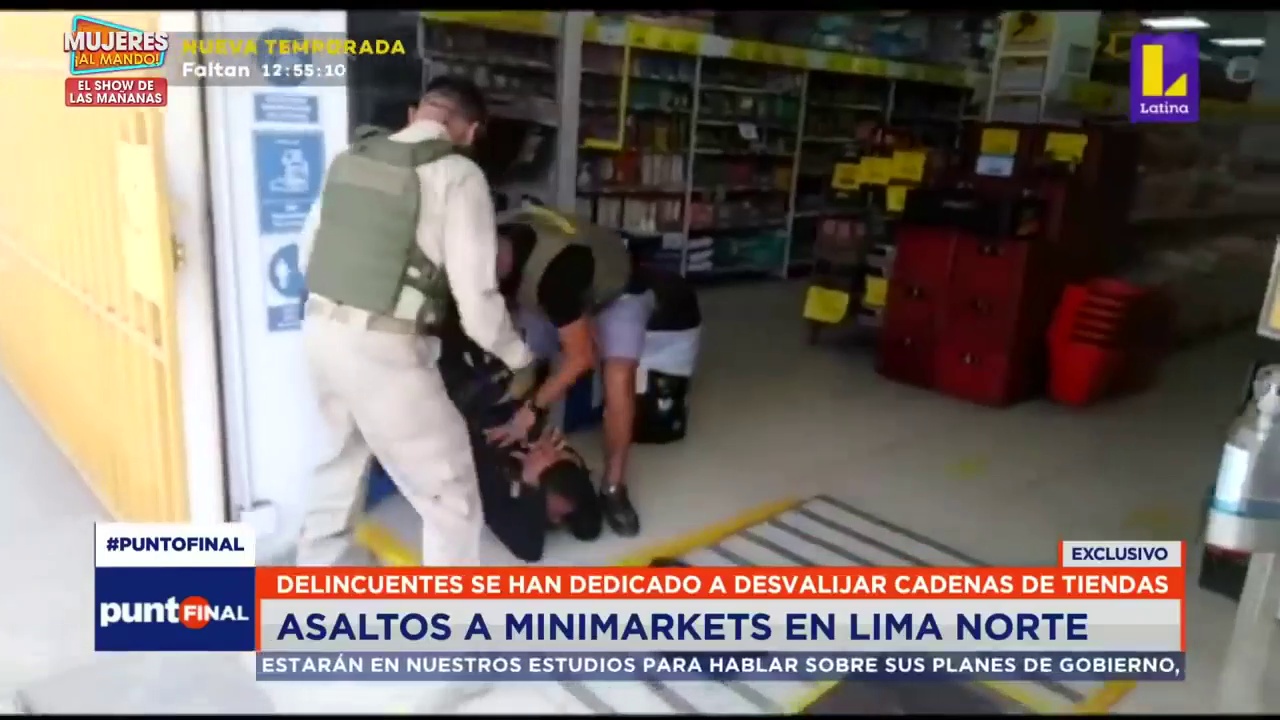 MUJERES
¡AL MANDO!
EL SHOW DE
LAS MAÑANAS
NUEVA TEMPORADA
Faltan 12:55:10
Latina
#PUNTOFINAL
punto FINAL
EXCLUSIVO
DELINCUENTES SE HAN DEDICADO A DESVALIJAR CADENAS DE TIENDAS
ASALTOS A MINIMARKETS EN LIMA NORTE
ESTARÁN EN NUESTROS ESTUDIOS PARA HABLAR SOBRE SUS PLANES DE GOBIERNO,